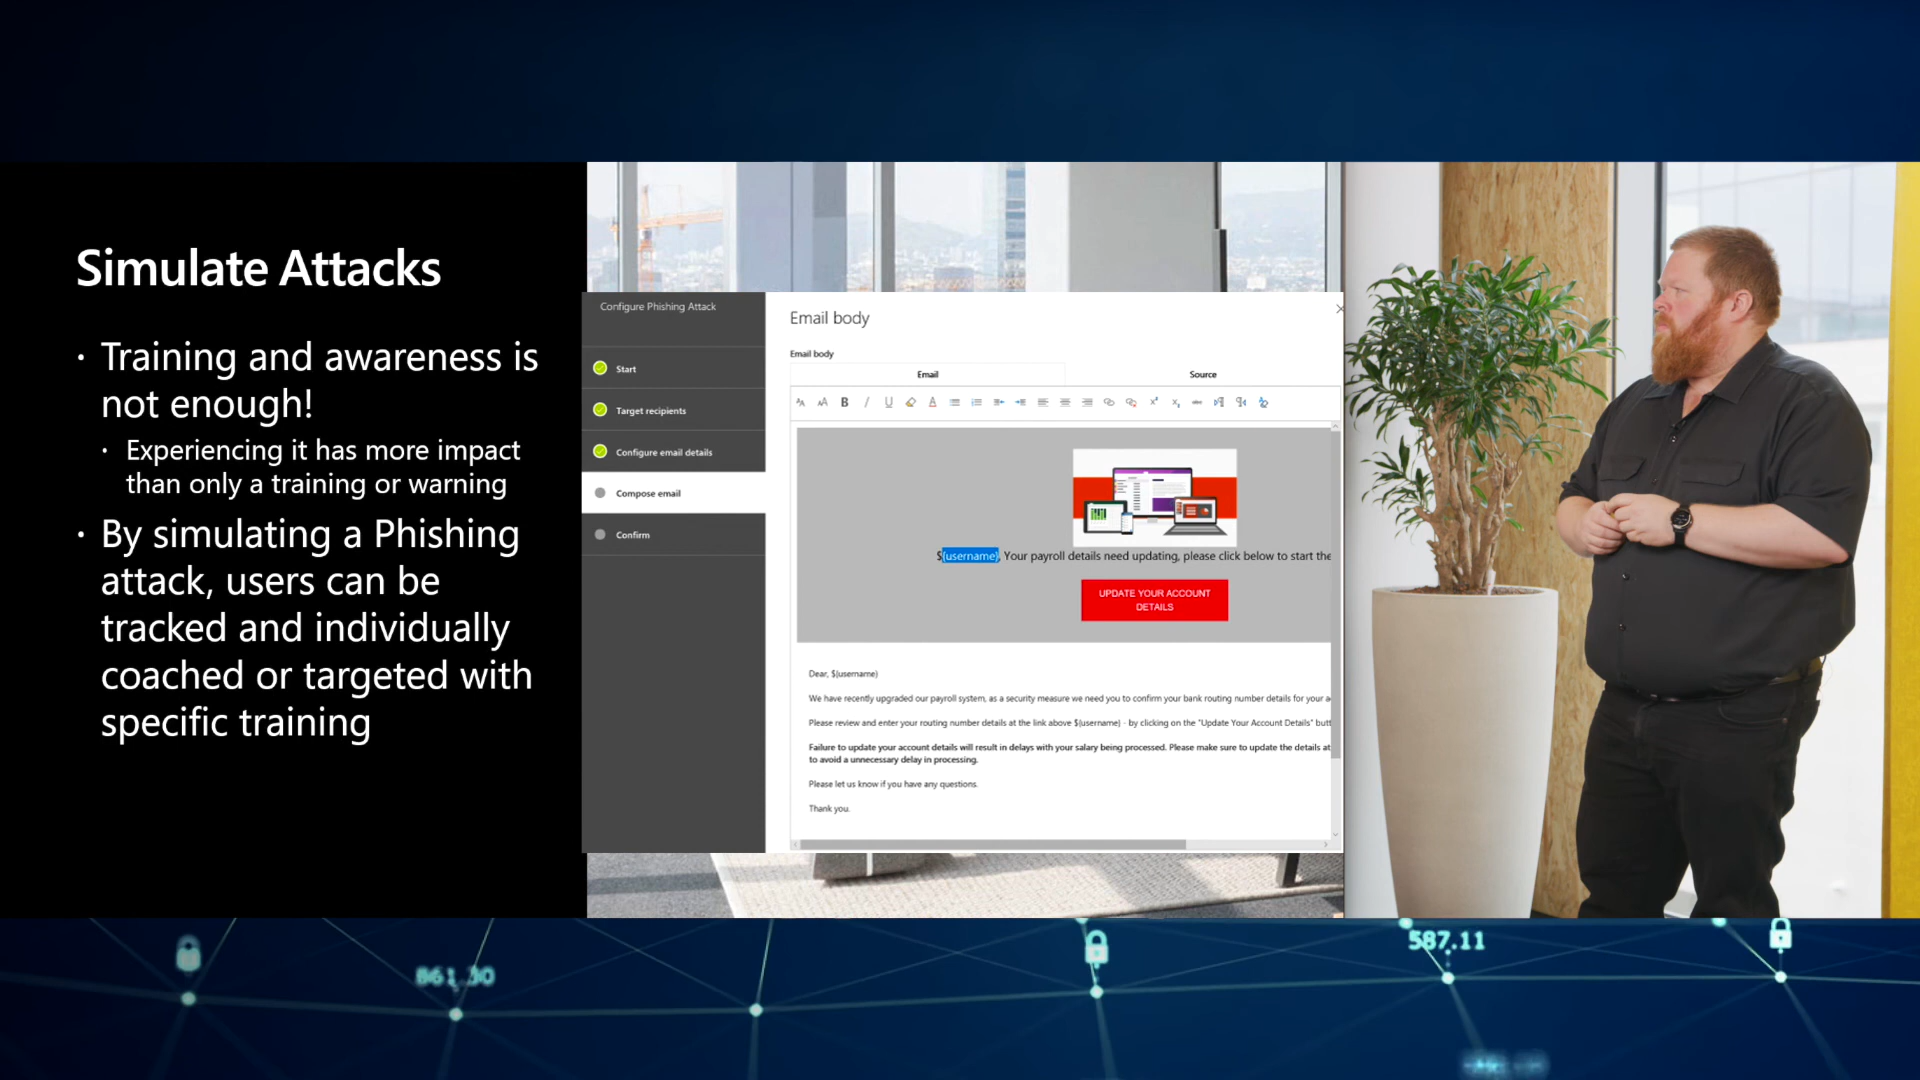 Simulate Attacks
· Training and awareness is
not enough!
· Experiencing it has more impact
than only a training or warning
· By simulating a Phishing
attack, users can be
tracked and individually
coached or targeted with
specific training
Configure Phishing Attack
Start
Target recipients
Configure email details
Compose email
Confirm
Email body
Email body
Email
Source
${username}, Your payroll details need updating, please click below to start the
UPDATE YOUR ACCOUNT
DETAILS
Dear, ${username}
We have recently upgraded our payroll system, as a security measure we need you to confirm your bank routing number details for your a
Please review and enter your routing number details at the link above ${username} - by clicking on the "Update Your Account Details" butt
Failure to update your account details will result in delays with your salary being processed. Please make sure to update the details at
to avoid a unnecessary delay in processing.
Please let us know if you have any questions.
Thank you.
861.30
587.11